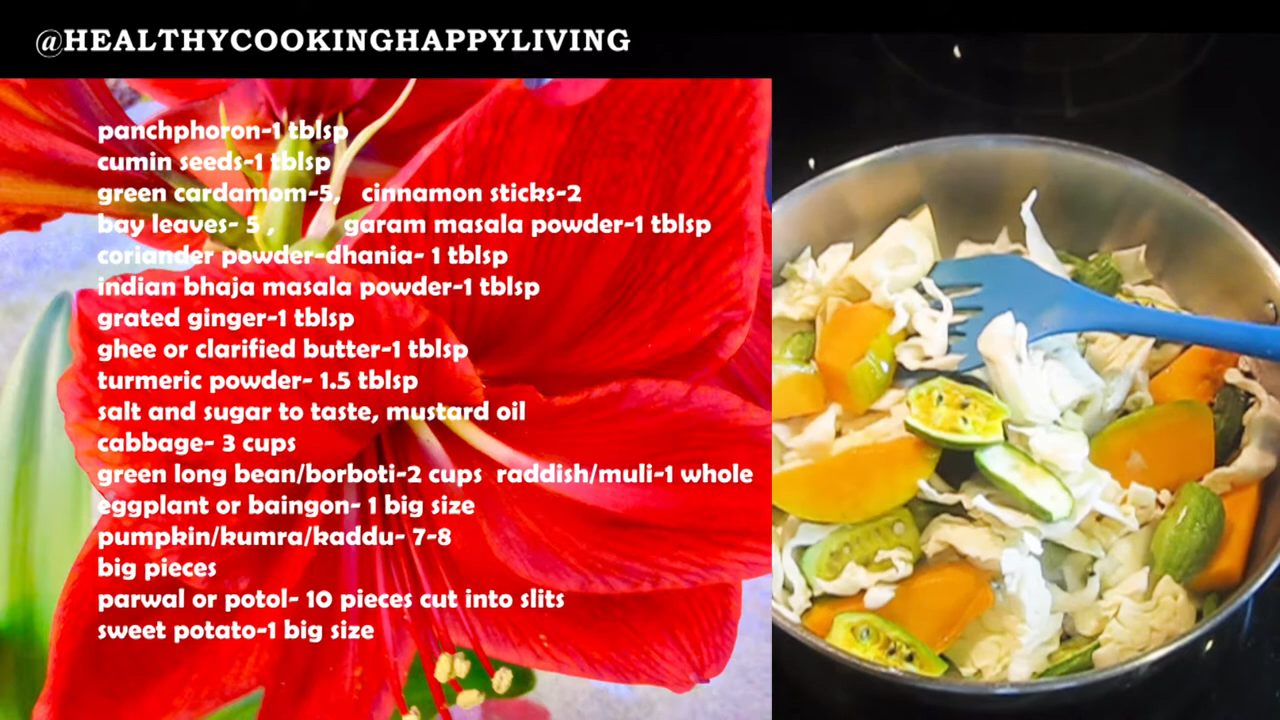 @HEALTHYCOOKINGHAPPYLIVING
panchphoron-1 tblsp
cumin seeds-1 tblsp
green cardamom-5, cinnamon sticks-2
bay leaves- 5 , garam masala powder-1 tblsp
coriander powder-dhania- 1 tblsp
indian bhaja masala powder-1 tblsp
grated ginger-1 tblsp
ghee or clarified butter-1 tblsp
turmeric powder- 1.5 tblsp
salt and sugar to taste, mustard oil
cabbage- 3 cups
green long bean/borboti-2 cups raddish/muli-1 whole
eggplant or baingon- 1 big size
pumpkin/kumra/kaddu- 7-8
big pieces
parwal or potol- 10 pieces cut into slits
sweet potato-1 big size